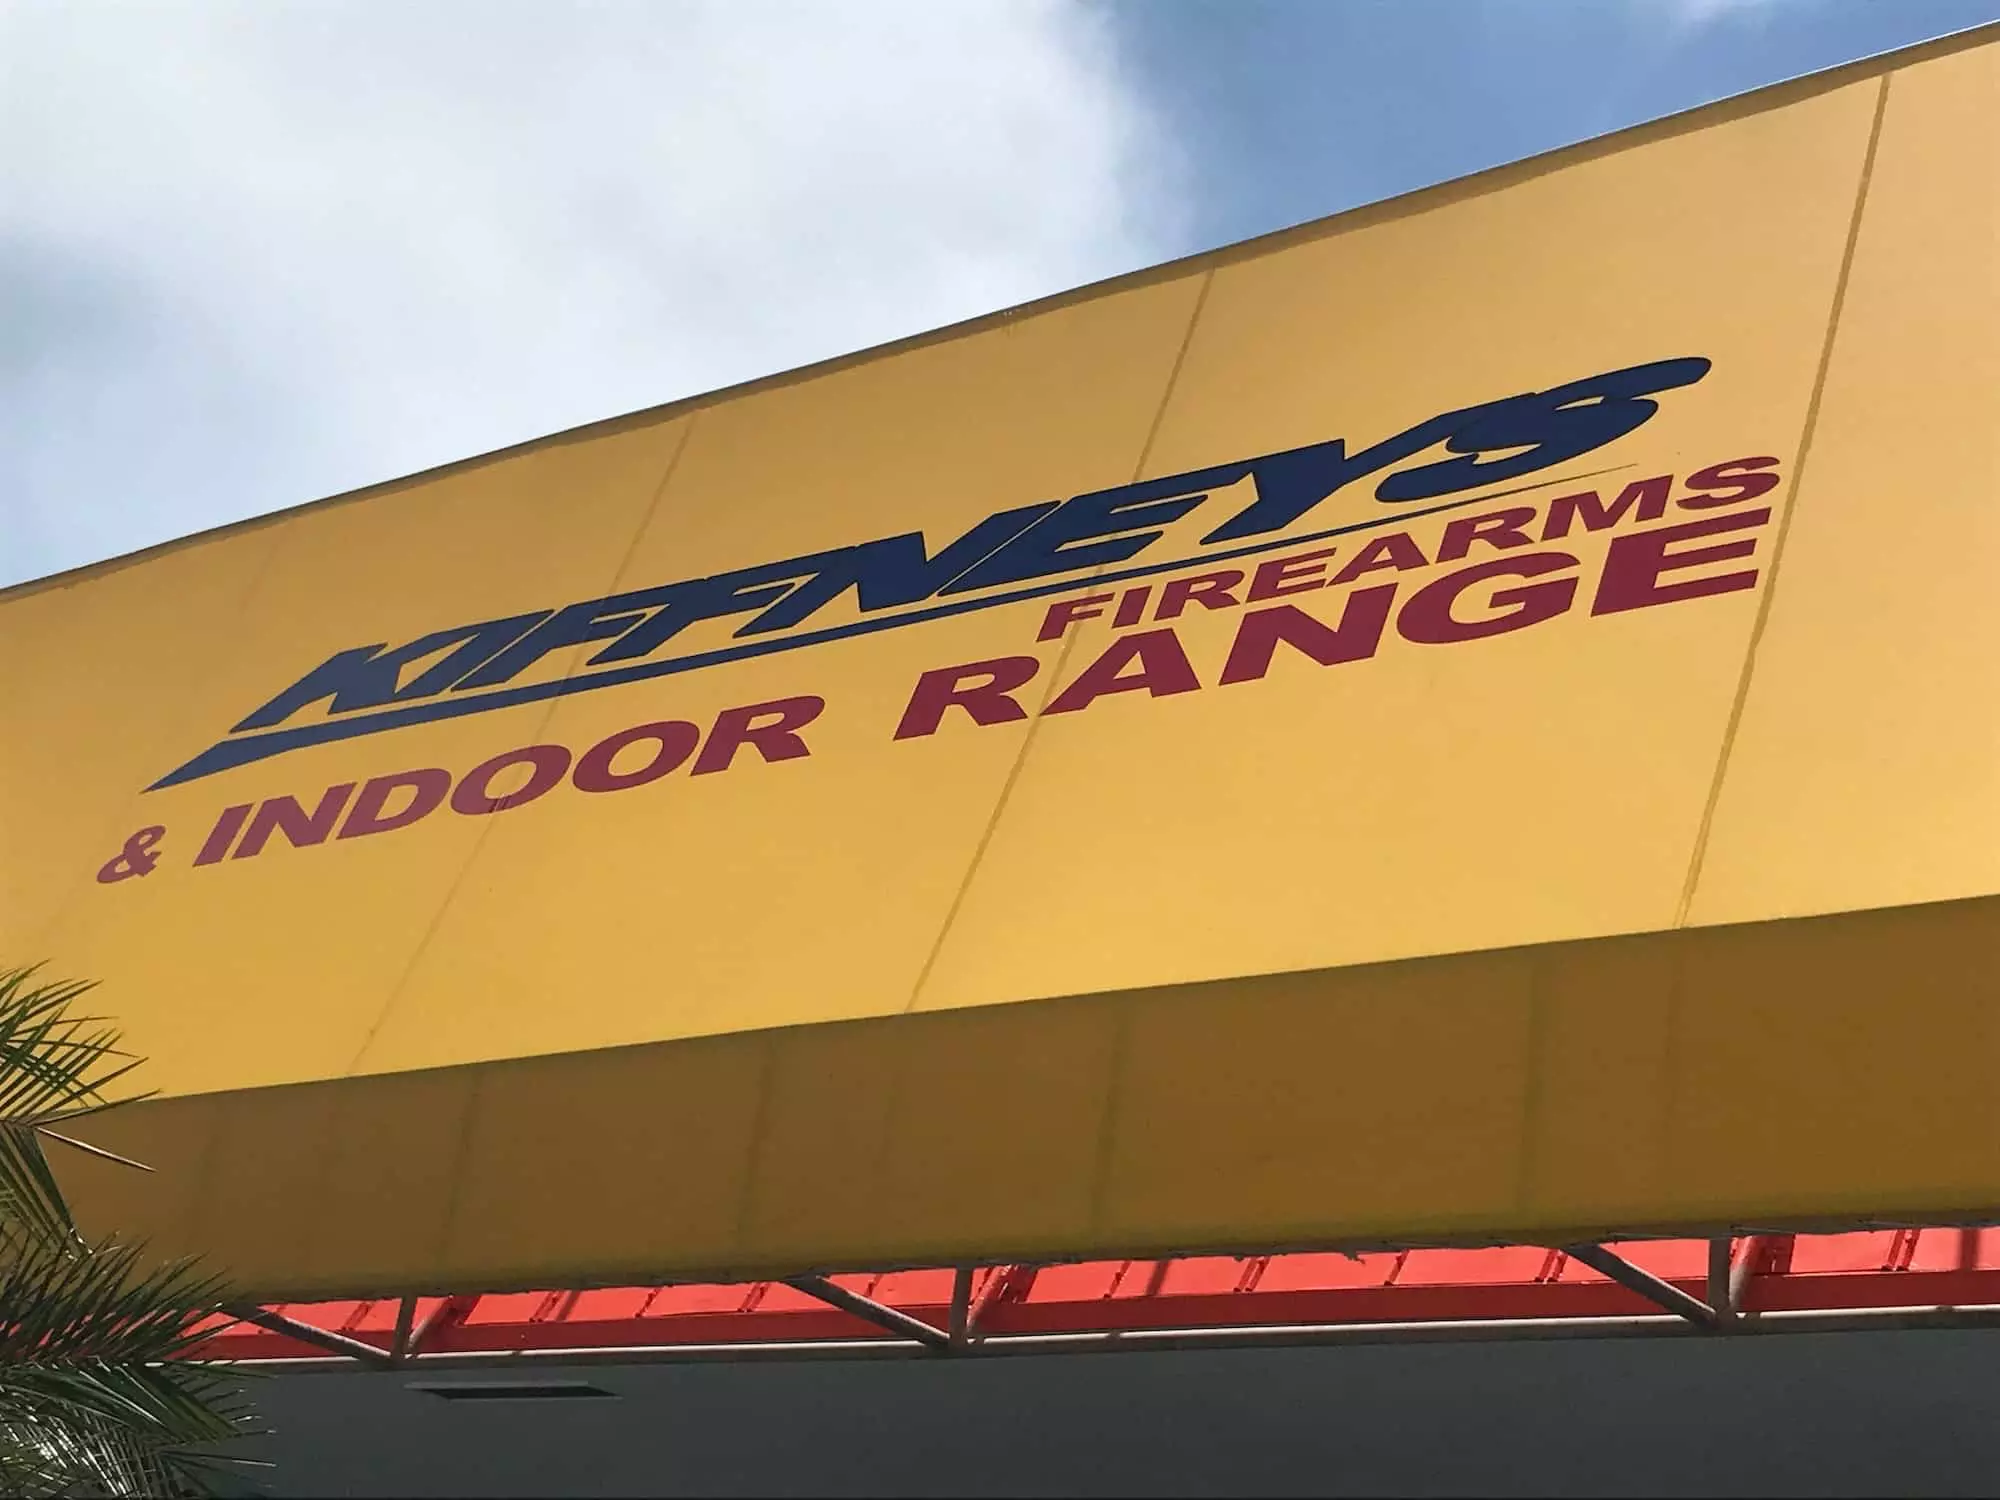 KIFFNEYS
FIREARMS
& INDOOR RANGE